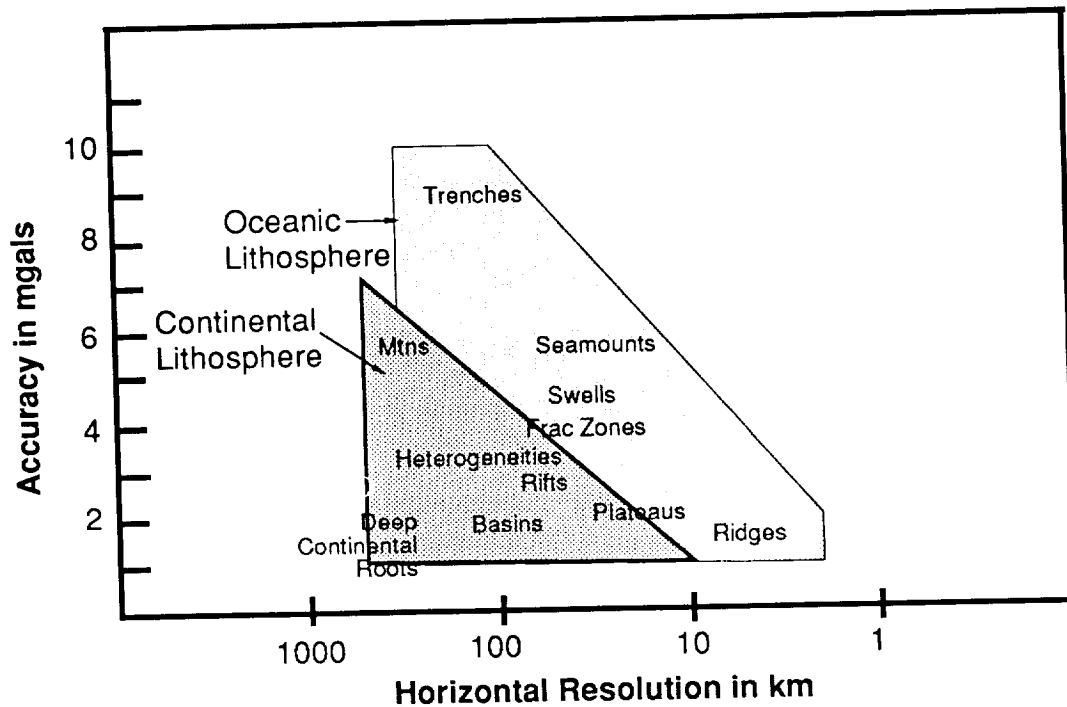 Accuracy in mgals
10
8
6
4
2
Trenches
Oceanic
Lithosphere
Continental
Lithosphere
Mtns
Seamounts
Swells
Frac Zones
Heterogeneities
Rifts
Plateaus
Deep
Continental
Roots
Basins
Ridges
1000
100
10
1
Horizontal Resolution in km